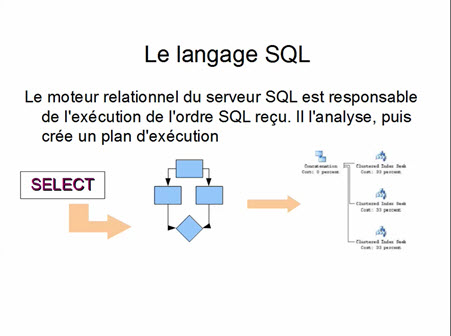 Le langage SQL
Le moteur relationnel du serveur SQL est responsable
de l'exécution de l'ordre SQL reçu. Il l'analyse, puis
crée un plan d'exécution
SELECT
Concatenation
Cost: 0 percent
Clustered Index Seek
Cost: 33 percent
Clustered Index Seek
Cost: 33 percent
Clustered Index Seek
Cost: 33 percent